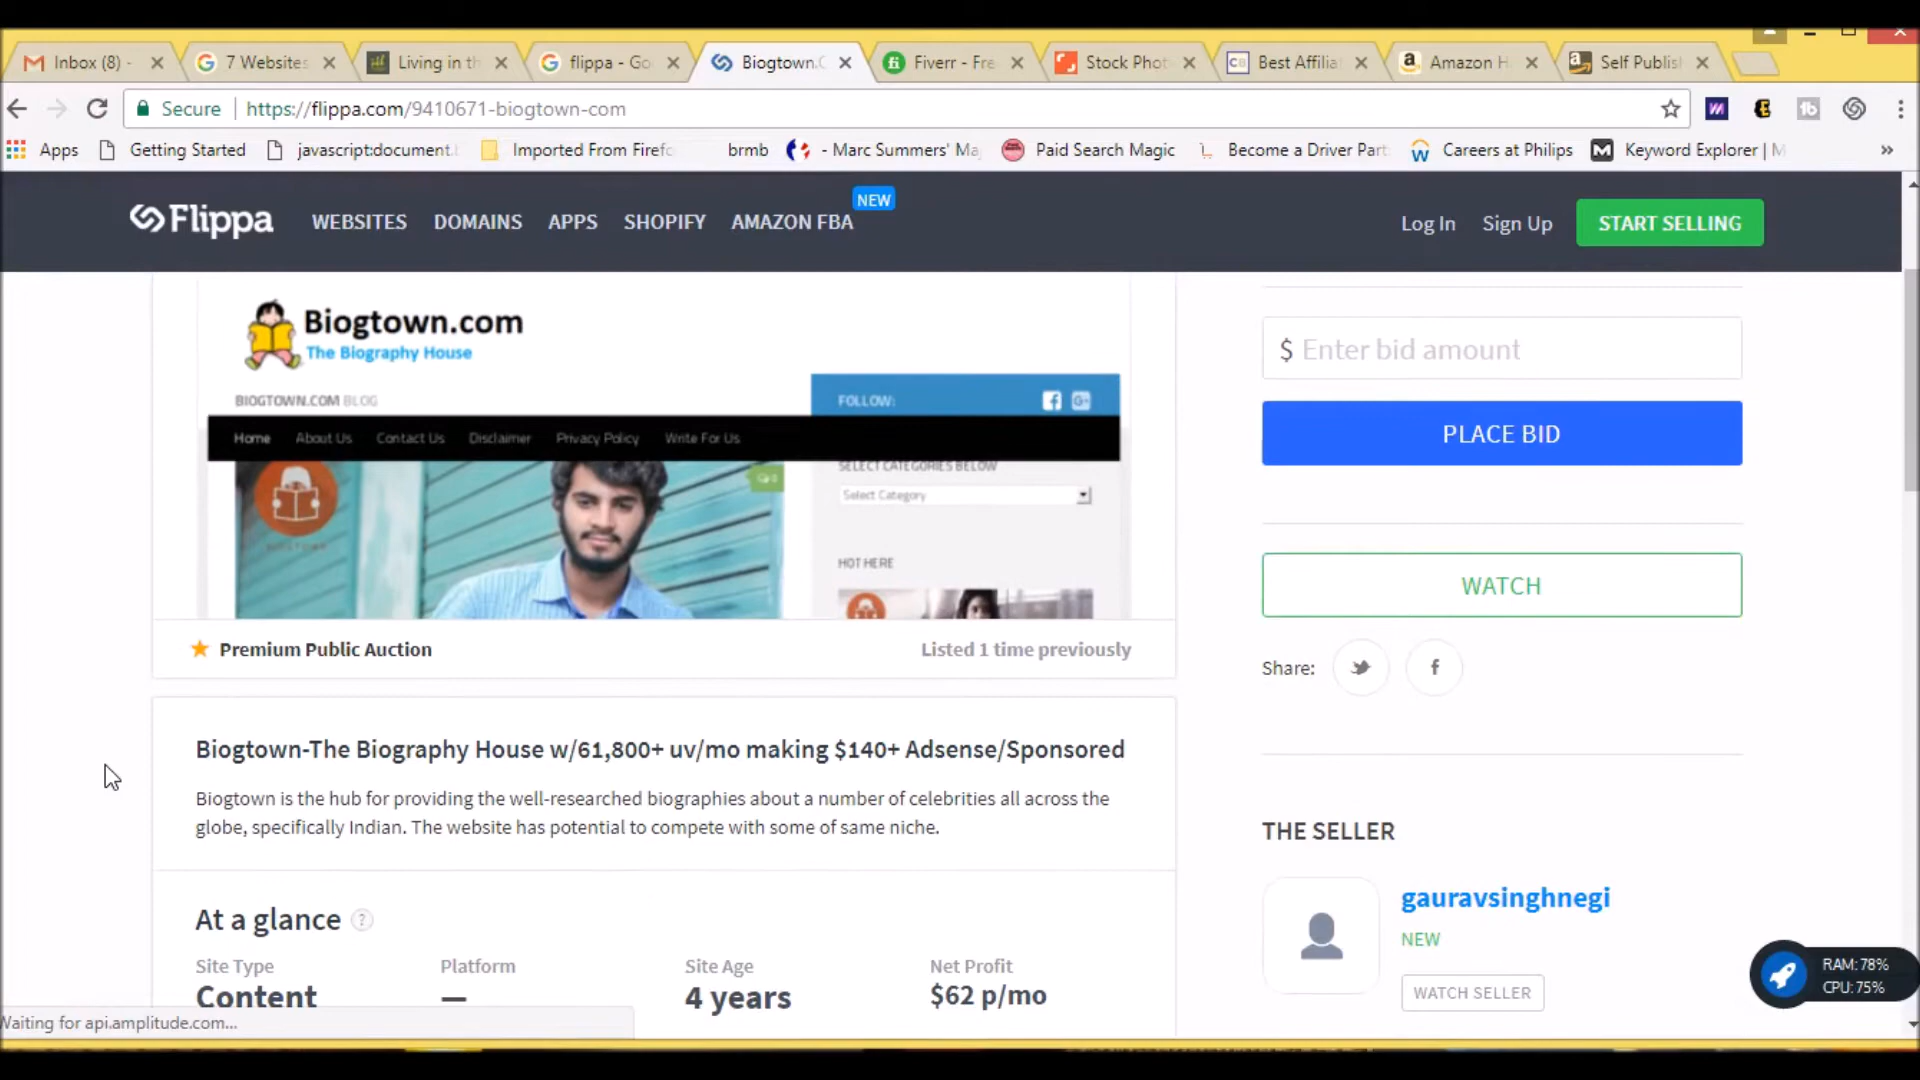 Inbox (8) -
7 Websites
Living in th
flippa - Go
Biogtown.C
Fiverr - Fre
Stock Phot
CB
Best Affilia
Amazon H
Self Publis
Secure
https://flippa.com/9410671-biogtown-com
Apps
Getting Started
javascript:document.
Imported From Firefo
brmb
- Marc Summers' Ma
Paid Search Magic
Become a Driver Part
Careers at Philips
Keyword Explorer | M
»
Flippa
WEBSITES
DOMAINS
APPS
SHOPIFY
AMAZON FBA
NEW
Log In
Sign Up
START SELLING
Biogtown.com
The Biography House
BIOGTOWN.COM BLOG
FOLLOW:
Home
About Us
Contact Us
Disclaimer
Privacy Policy
Write For Us
SELECT CATEGORIES BELOW
Select Category
HOT HERE
$ Enter bid amount
PLACE BID
WATCH
Share:
Premium Public Auction
Listed 1 time previously
Biogtown-The Biography House w/61,800+ uv/mo making $140+ Adsense/Sponsored
Biogtown is the hub for providing the well-researched biographies about a number of celebrities all across the
globe, specifically Indian. The website has potential to compete with some of same niche.
At a glance ?
Site Type
Content
Platform
—
Site Age
4 years
Net Profit
$62 p/mo
THE SELLER
gauravsinghnegi
NEW
WATCH SELLER
RAM: 78%
CPU: 75%
Waiting for api.amplitude.com...